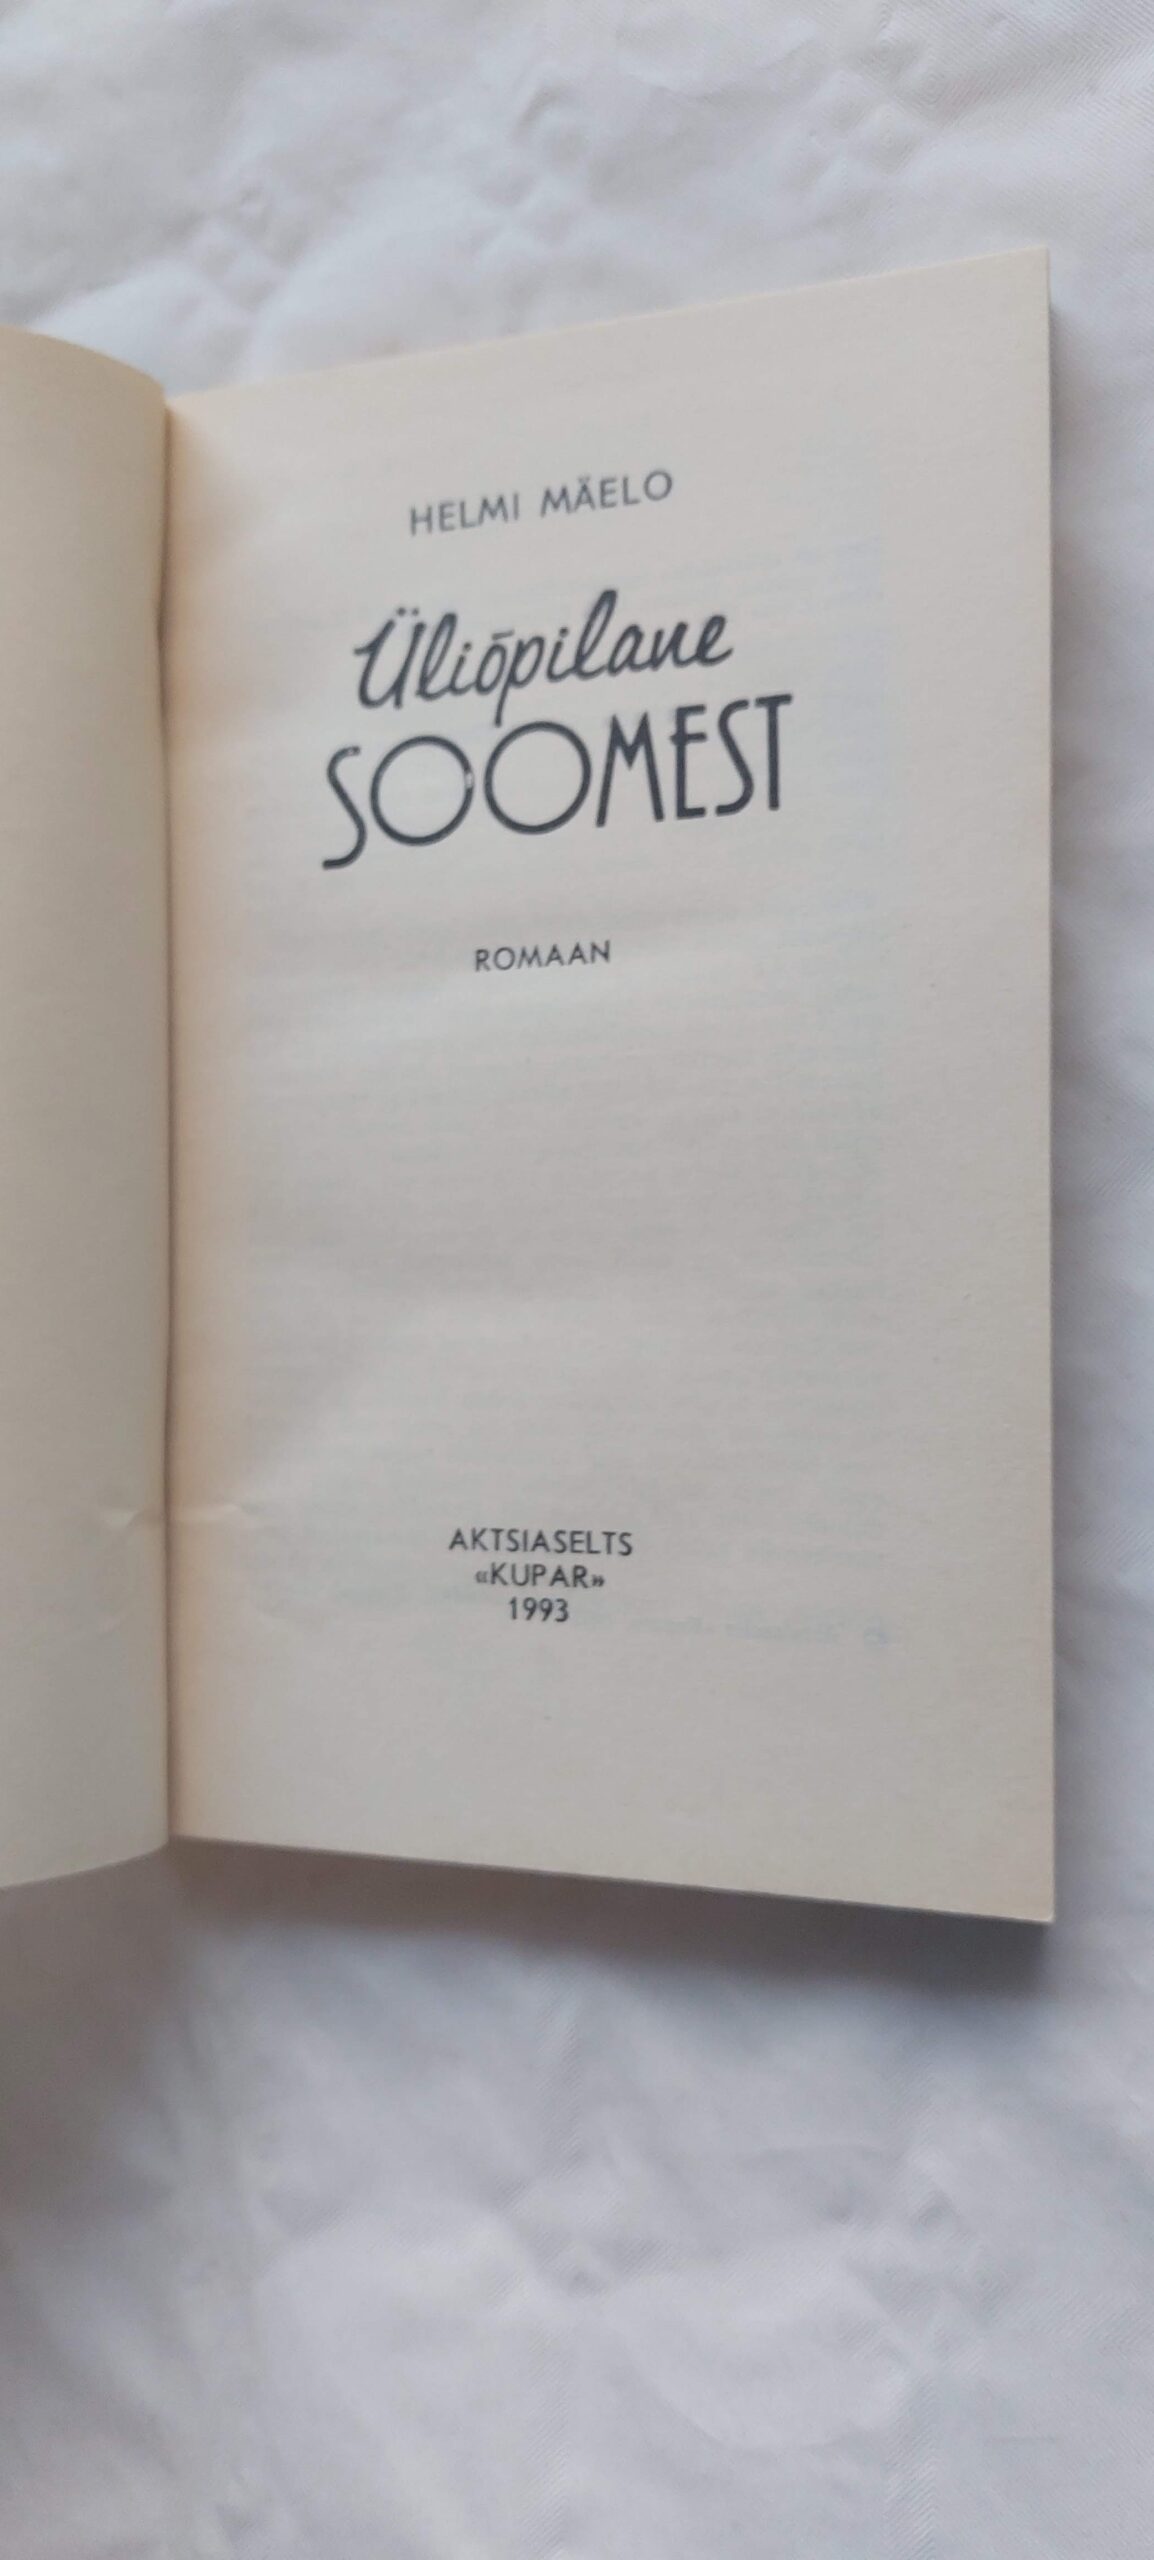 HELMI MÄELO
Üliõpilane
SOOMEST
ROMAAN
AKTSIASELTS
«KUPAR»
1993